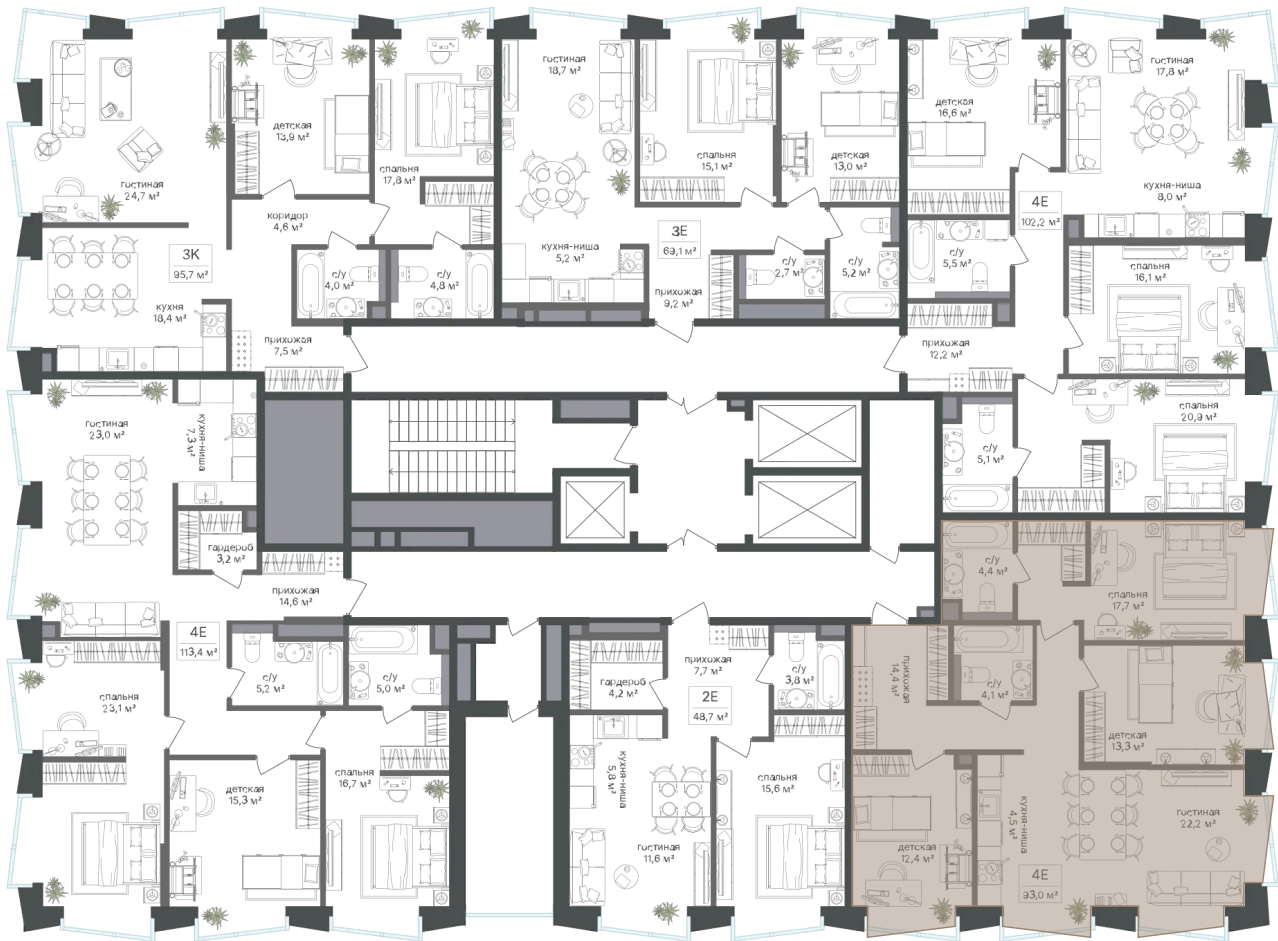 гостиная
24,7 м²
детская
13,9 м²
спальня
17,8 м²
коридор
4,6 м²
3К
95,7 м²
кухня
18,4 м²
с/у
4,0 м²
с/у
4,8 м²
прихожая
7,5 м²
гостиная
18,7 м²
кухня-ниша
5,2 м²
спальня
15,1 м²
детская
13,0 м²
3Е
69,1 м²
прихожая
9,2 м²
с/у
2,7 м²
с/у
5,2 м²
детская
16,6 м²
гостиная
17,8 м²
кухня-ниша
8,0 м²
4Е
102,2 м²
с/у
5,5 м²
спальня
16,1 м²
прихожая
12,2 м²
спальня
20,9 м²
с/у
5,1 м²
гостиная
23,0 м²
кухня-ниша
7,3 м²
гардероб
3,2 м²
прихожая
14,6 м²
4Е
113,4 м²
с/у
5,2 м²
с/у
5,0 м²
спальня
23,1 м²
детская
15,3 м²
спальня
16,7 м²
гардероб
4,2 м²
прихожая
7,7 м²
с/у
3,8 м²
2Е
48,7 м²
кухня-ниша
5,8 м²
гостиная
11,6 м²
спальня
15,6 м²
с/у
4,4 м²
спальня
17,7 м²
прихожая
14,4 м²
с/у
4,1 м²
детская
13,3 м²
детская
12,4 м²
кухня-ниша
4,5 м²
гостиная
22,2 м²
4Е
93,0 м²